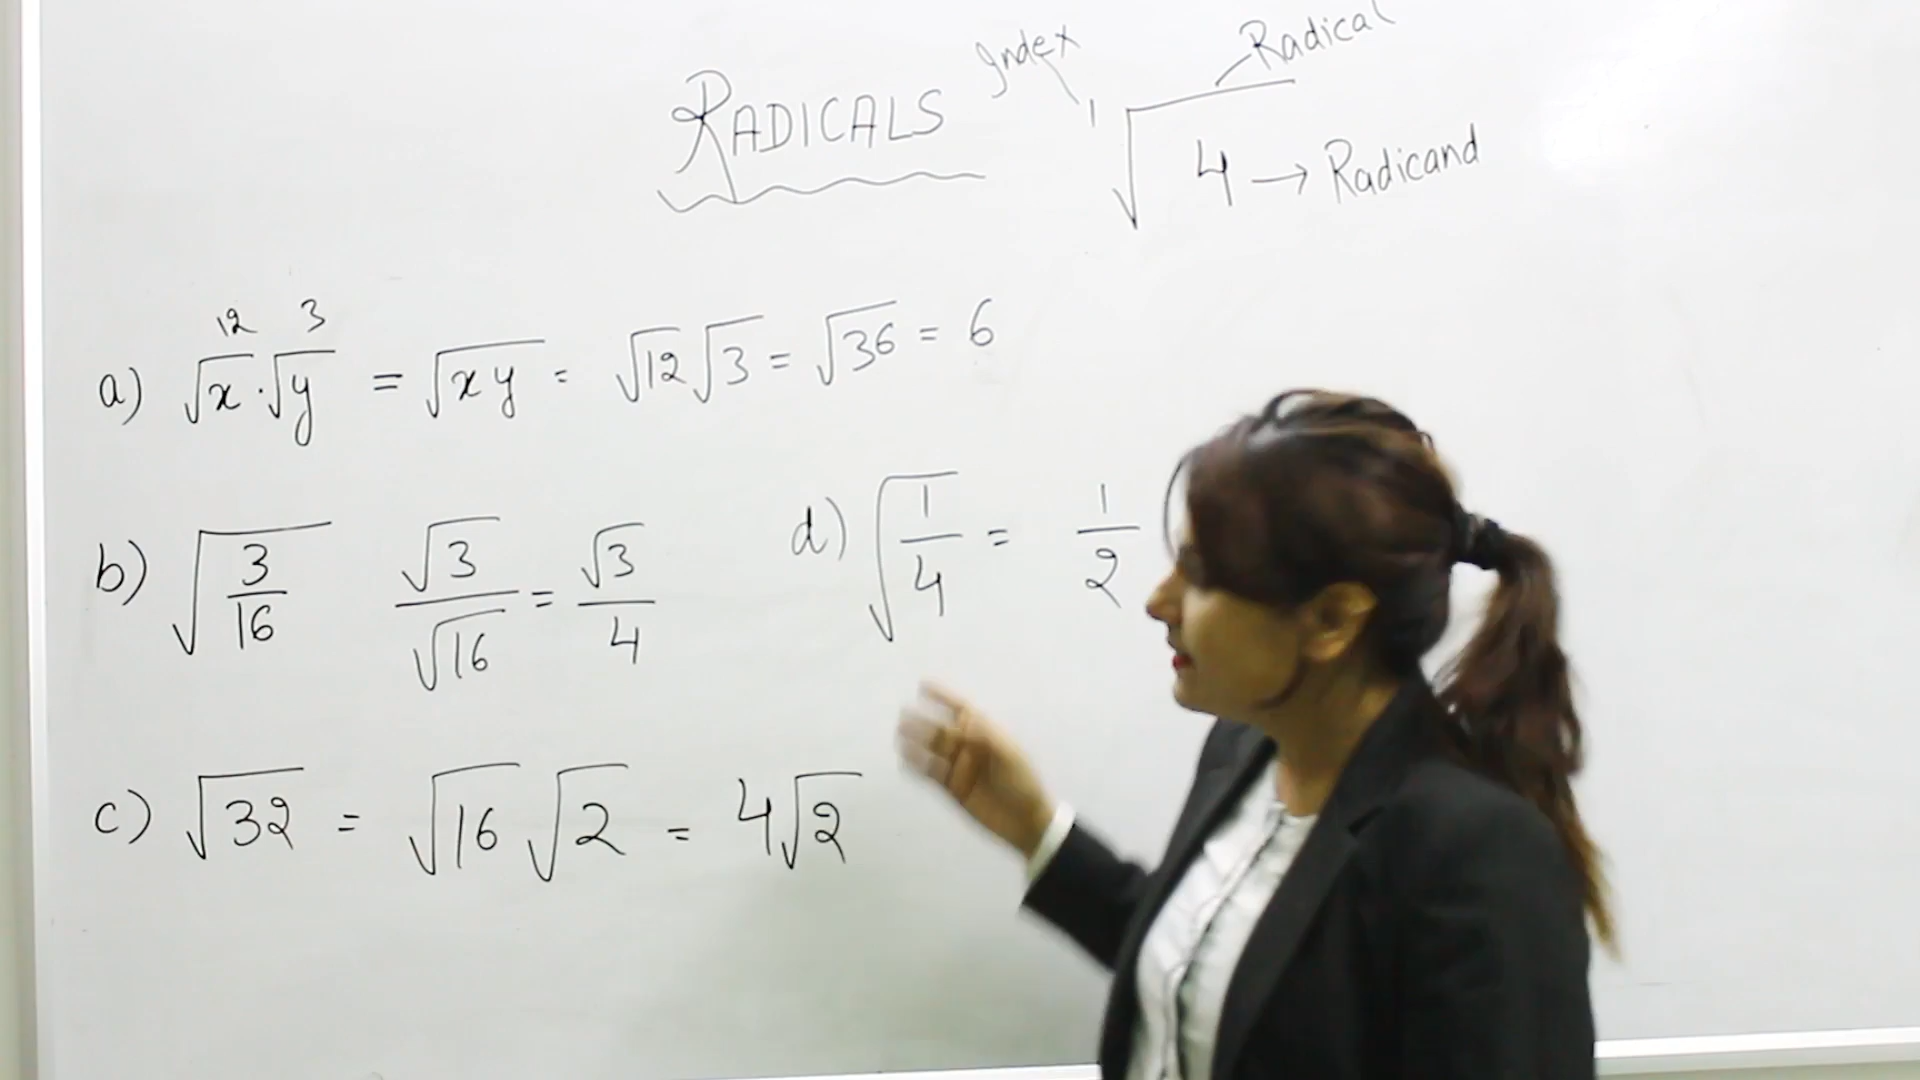 Index
Radical
RADICALS
1√4 → Radicand
12 3
a) √x · √y = √xy = √12 √3 = √36 = 6
b) √(3/16) √3/√16 = √3/4
d) √(1/4) = 1/2
c) √32 = √16 √2 = 4√2